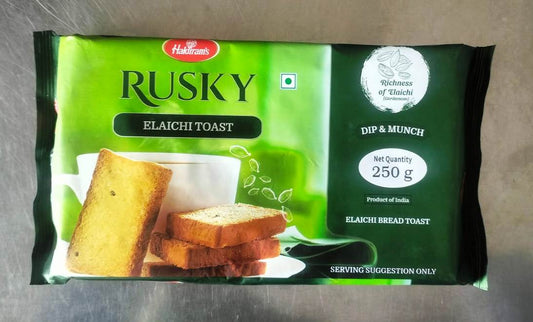 Haldiram's
RUSKY
ELAICHI TOAST
Richness
of Elaichi
(Cardamom)
DIP & MUNCH
Net Quantity
250 g
Product of India
ELAICHI BREAD TOAST
SERVING SUGGESTION ONLY